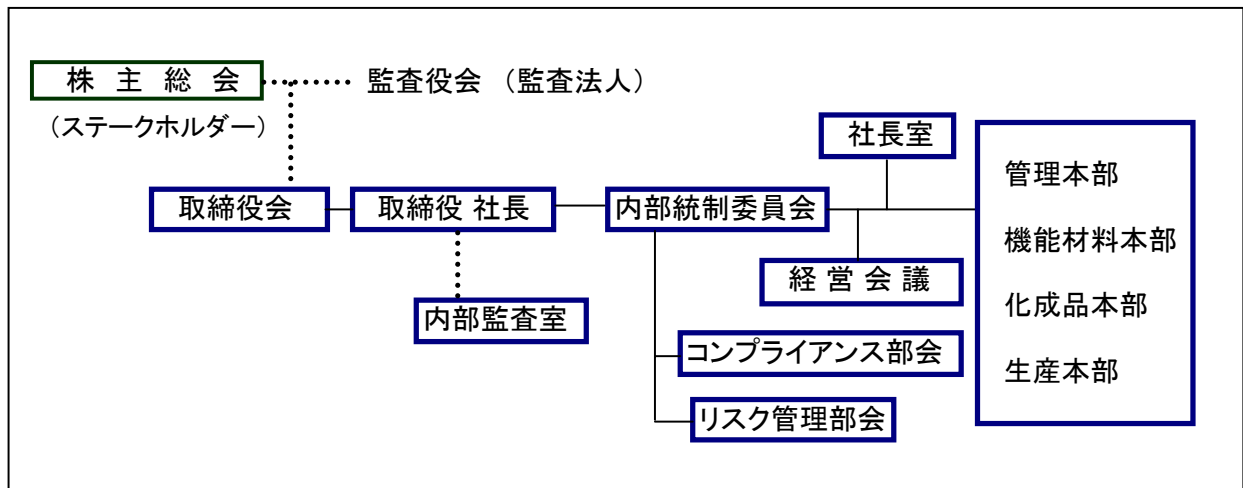 株 主 総 会
監査役会 （監査法人）
（ステークホルダー）
社長室
取締役会
取締役 社長
内部統制委員会
管理本部
機能材料本部
化成品本部
生産本部
経 営 会 議
内部監査室
コンプライアンス部会
リスク管理部会